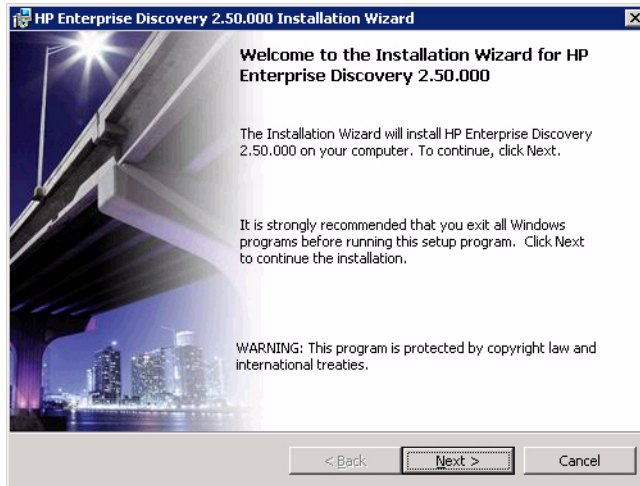 HP Enterprise Discovery 2.50.000 Installation Wizard
Welcome to the Installation Wizard for HP
Enterprise Discovery 2.50.000
The Installation Wizard will install HP Enterprise Discovery
2.50.000 on your computer. To continue, click Next.
It is strongly recommended that you exit all Windows
programs before running this setup program. Click Next
to continue the installation.
WARNING: This program is protected by copyright law and
international treaties.
< Back
Next >
Cancel